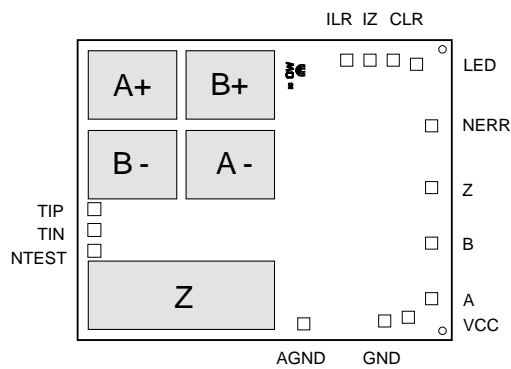 ILR IZ CLR
LED
A+ B+
NERR
B - A -
Z
TIP
TIN
B
NTEST
Z
A
VCC
AGND GND